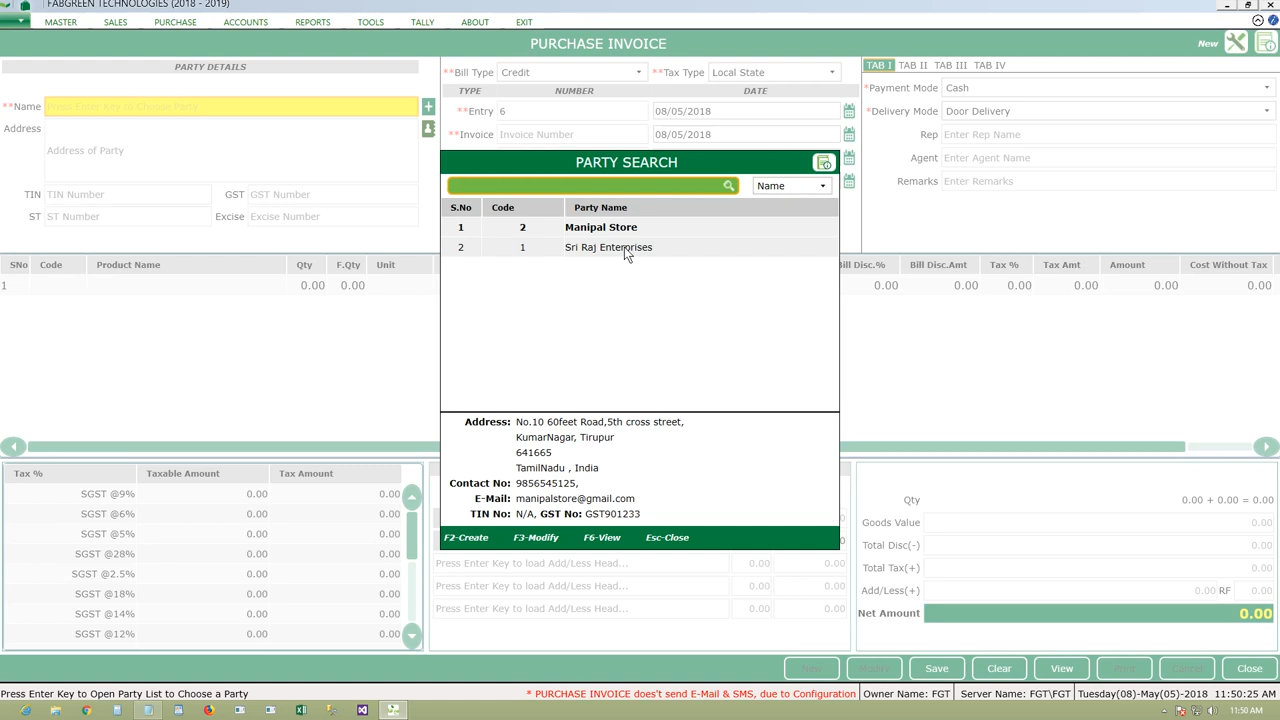 FABGREEN TECHNOLOGIES (2018 - 2019)
MASTER SALES PURCHASE ACCOUNTS REPORTS TOOLS TALLY ABOUT EXIT
PURCHASE INVOICE
New
PARTY DETAILS
**Name Press Enter Key to Choose Party
Address
Address of Party
TIN TIN Number GST GST Number
ST ST Number Excise Excise Number
**Bill Type Credit **Tax Type Local State
TYPE NUMBER DATE
**Entry 6 08/05/2018
**Invoice Invoice Number 08/05/2018
TAB I TAB II TAB III TAB IV
*Payment Mode Cash
*Delivery Mode Door Delivery
Rep Enter Rep Name
Agent Enter Agent Name
Remarks Enter Remarks
PARTY SEARCH
Name
S.No Code Party Name
1 2 Manipal Store
2 1 Sri Raj Enterprises
Address: No.10 60feet Road,5th cross street,
KumarNagar, Tirupur
641665
TamilNadu , India
Contact No: 9856545125,
E-Mail: manipalstore@gmail.com
TIN No: N/A, GST No: GST901233
F2-Create F3-Modify F6-View Esc-Close
SNo Code Product Name Qty F.Qty Unit Bill Disc.% Bill Disc.Amt Tax % Tax Amt Amount Cost Without Tax
1 0.00 0.00 0.00 0.00 0.00 0.00 0.00 0.00
Tax % Taxable Amount Tax Amount
SGST @9% 0.00 0.00
SGST @6% 0.00 0.00
SGST @5% 0.00 0.00
SGST @28% 0.00 0.00
SGST @2.5% 0.00 0.00
SGST @18% 0.00 0.00
SGST @14% 0.00 0.00
SGST @12% 0.00 0.00
Press Enter Key to load Add/Less Head... 0.00 0.00
Press Enter Key to load Add/Less Head... 0.00 0.00
Press Enter Key to load Add/Less Head... 0.00 0.00
Qty 0.00 + 0.00 = 0.00
Goods Value 0.00
Total Disc(-) 0.00
Total Tax(+) 0.00
Add/Less(+) 0.00 RF 0.00
Net Amount 0.00
New Modify Save Clear View Print Cancel Close
Press Enter Key to Open Party List to Choose a Party
* PURCHASE INVOICE does't send E-Mail & SMS, due to Configuration
Owner Name: FGT
Server Name: FGT\FGT
Tuesday(08)-May(05)-2018
11:50:25 AM
11:50 AM